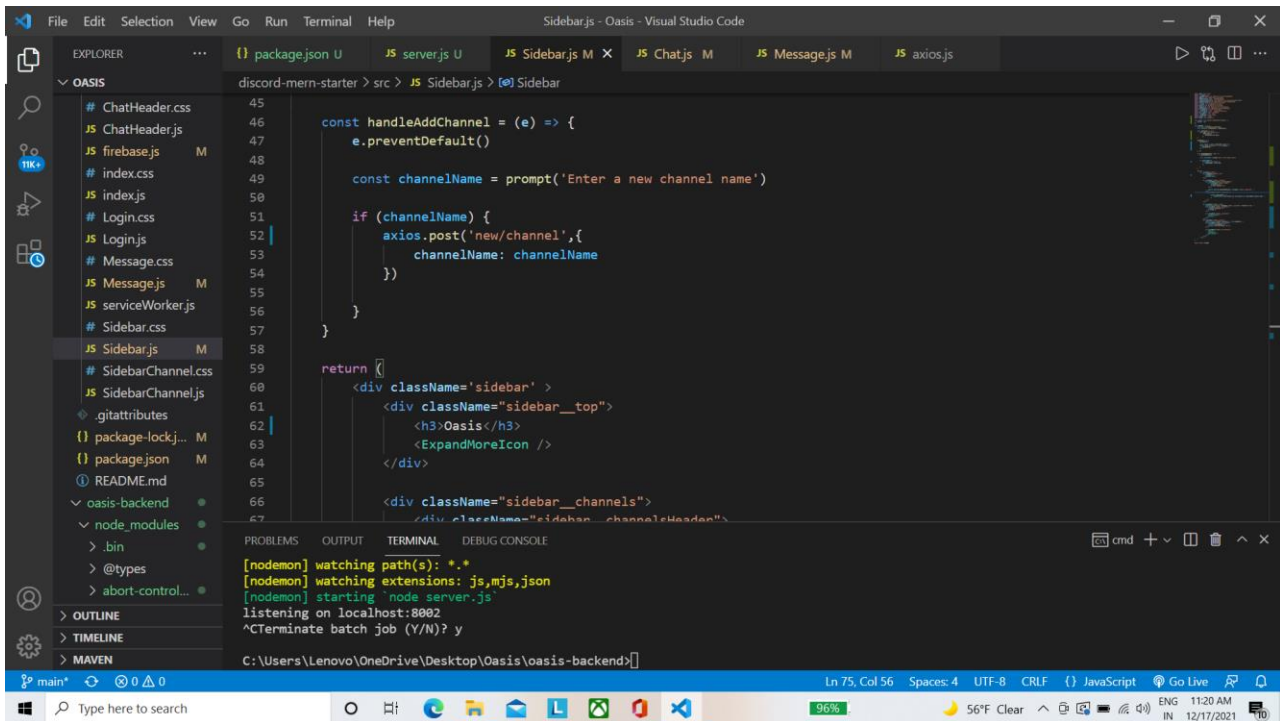 File Edit Selection View Go Run Terminal Help Sidebar.js - Oasis - Visual Studio Code
EXPLORER ...
{} package.json U JS server.js U JS Sidebar.js M JS Chat.js M JS Message.js M JS axios.js
OASIS
discord-mern-starter > src > JS Sidebar.js > Sidebar
# ChatHeader.css
JS ChatHeader.js
JS firebase.js M
# index.css
JS index.js
# Login.css
JS Login.js
# Message.css
JS Message.js M
JS serviceWorker.js
# Sidebar.css
JS Sidebar.js M
# SidebarChannel.css
JS SidebarChannel.js
.gitattributes
{} package-lock.j... M
{} package.json M
README.md
oasis-backend
node_modules
> .bin
> @types
> abort-control...
> OUTLINE
> TIMELINE
> MAVEN
11K+
45
46 const handleAddChannel = (e) => {
47 e.preventDefault()
48
49 const channelName = prompt('Enter a new channel name')
50
51 if (channelName) {
52 axios.post('new/channel',{
53 channelName: channelName
54 })
55
56 }
57 }
58
59 return (
60 <div className='sidebar' >
61 <div className="sidebar__top">
62 <h3>Oasis</h3>
63 <ExpandMoreIcon />
64 </div>
65
66 <div className="sidebar__channels">
67 <div className="sidebar__channelsHeader">
PROBLEMS OUTPUT TERMINAL DEBUG CONSOLE cmd
[nodemon] watching path(s): *.*
[nodemon] watching extensions: js,mjs,json
[nodemon] starting `node server.js`
listening on localhost:8002
^CTerminate batch job (Y/N)? y
C:\Users\Lenovo\OneDrive\Desktop\Oasis\oasis-backend>
main* 0 0 0 Ln 75, Col 56 Spaces: 4 UTF-8 CRLF {} JavaScript Go Live
Type here to search L 96% 56°F Clear ENG 11:20 AM
IN 12/17/2021 10